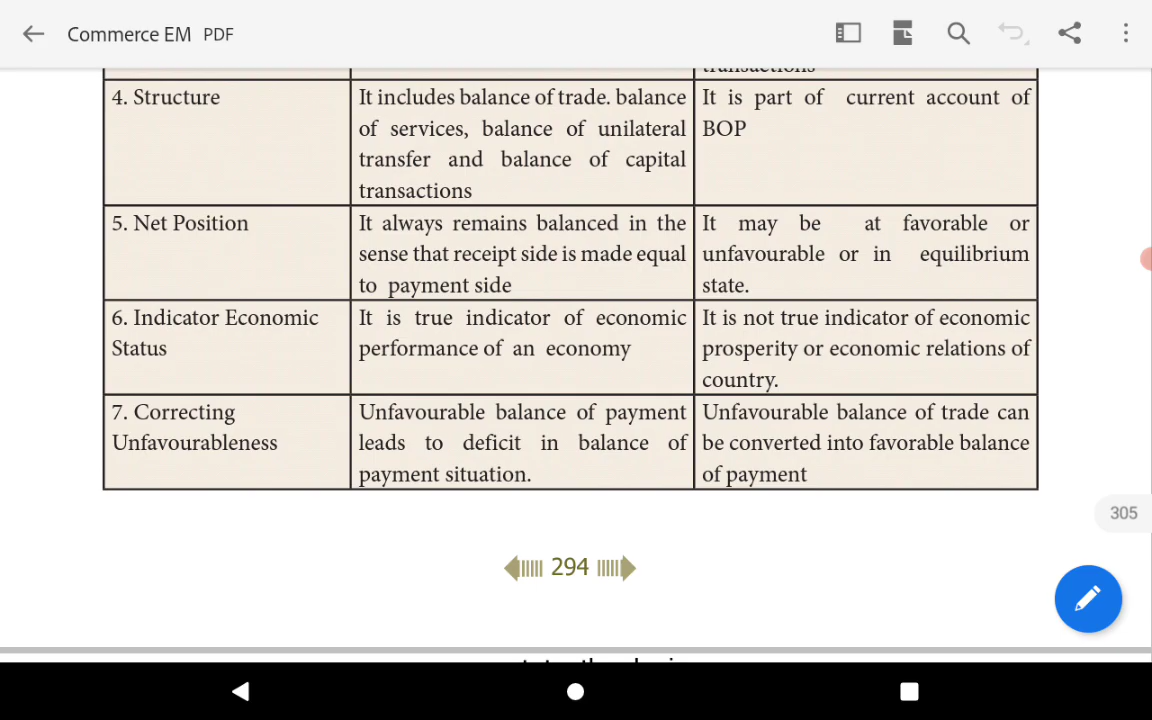 Commerce EM PDF
transactions
4. Structure
It includes balance of trade. balance
of services, balance of unilateral
transfer and balance of capital
transactions
It is part of current account of
BOP
5. Net Position
It always remains balanced in the
sense that receipt side is made equal
to payment side
It may be at favorable or
unfavourable or in equilibrium
state.
6. Indicator Economic
Status
It is true indicator of economic
performance of an economy
It is not true indicator of economic
prosperity or economic relations of
country.
7. Correcting
Unfavourableness
Unfavourable balance of payment
leads to deficit in balance of
payment situation.
Unfavourable balance of trade can
be converted into favorable balance
of payment
305
294